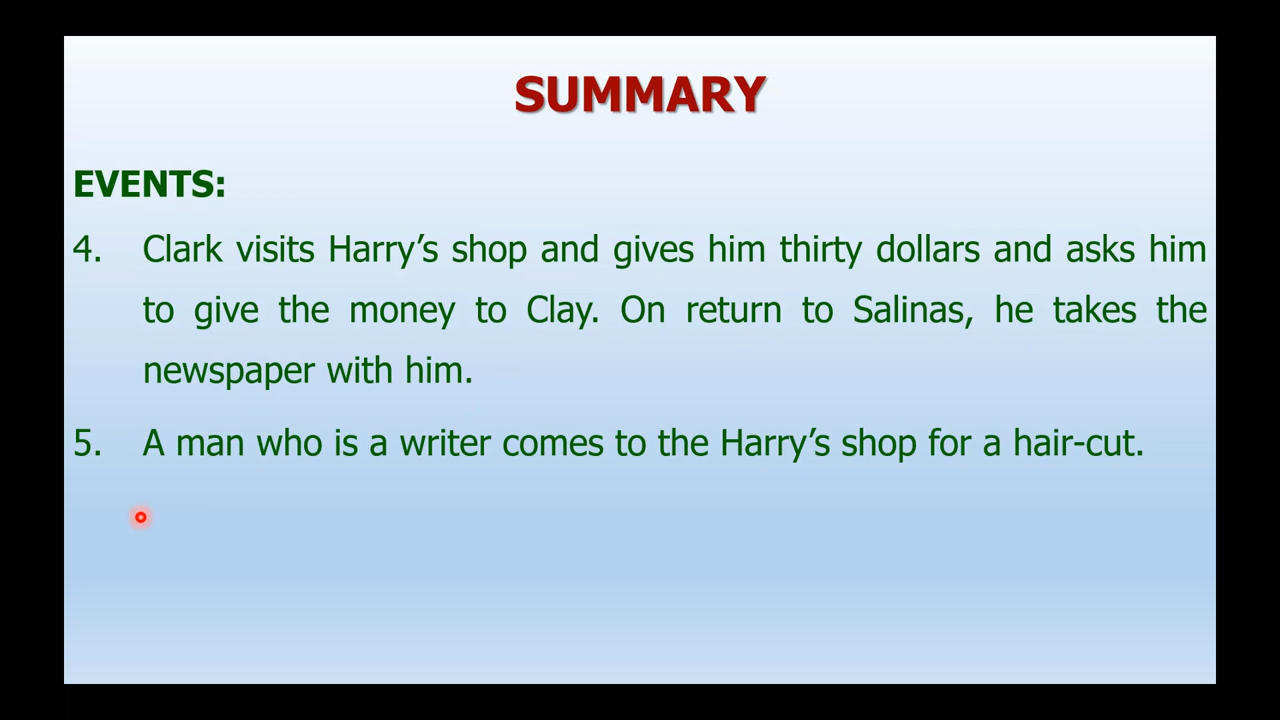 SUMMARY
EVENTS:
4. Clark visits Harry’s shop and gives him thirty dollars and asks him
to give the money to Clay. On return to Salinas, he takes the
newspaper with him.
5. A man who is a writer comes to the Harry’s shop for a hair-cut.